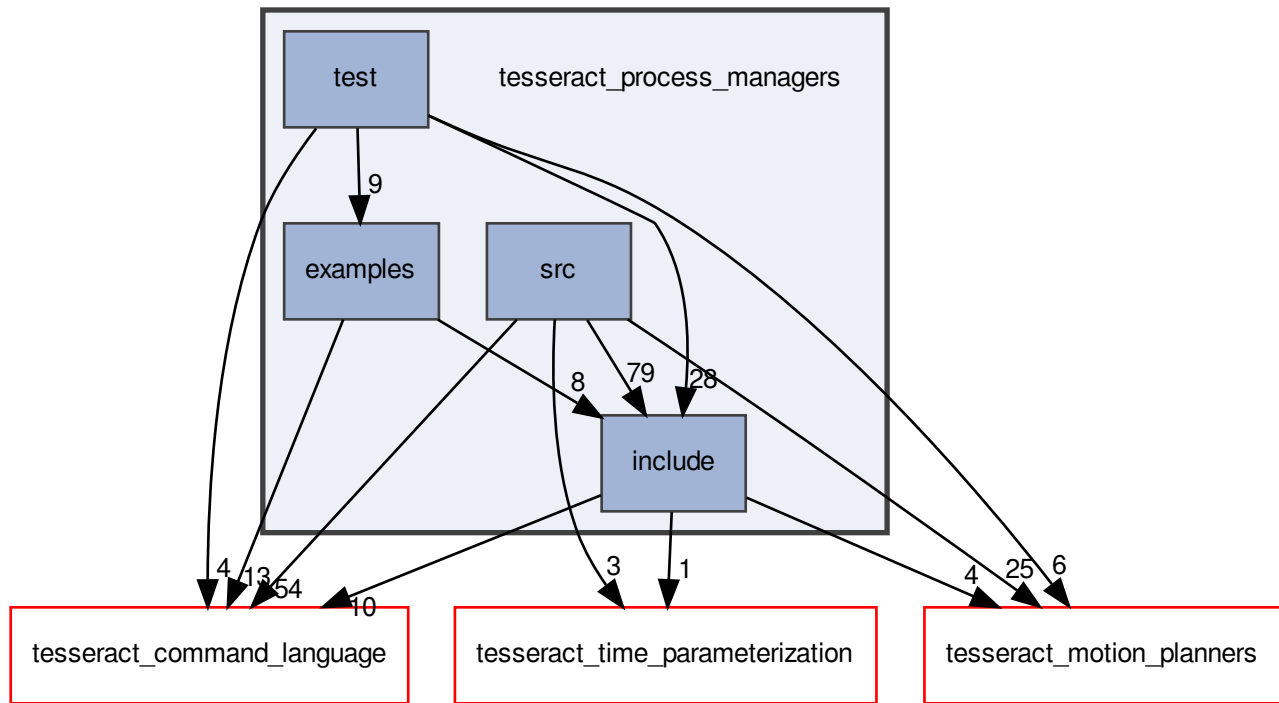 test
tesseract_process_managers
9
examples
src
8
79
28
include
4
13
54
10
3
1
4
25
6
tesseract_command_language
tesseract_time_parameterization
tesseract_motion_planners